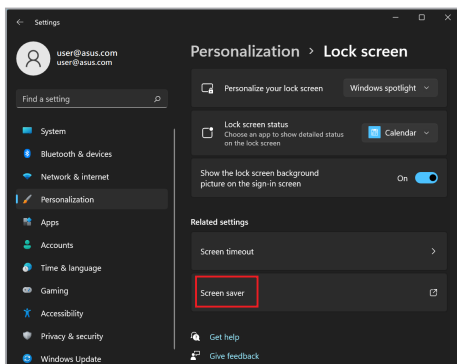 Settings
user@asus.com
user@asus.com
Find a setting
System
Bluetooth & devices
Network & internet
Personalization
Apps
Accounts
Time & language
Gaming
Accessibility
Privacy & security
Windows Update
Personalization > Lock screen
Personalize your lock screen
Windows spotlight
Lock screen status
Choose an app to show detailed status
on the lock screen
Calendar
Show the lock screen background
picture on the sign-in screen
On
Related settings
Screen timeout
Screen saver
Get help
Give feedback